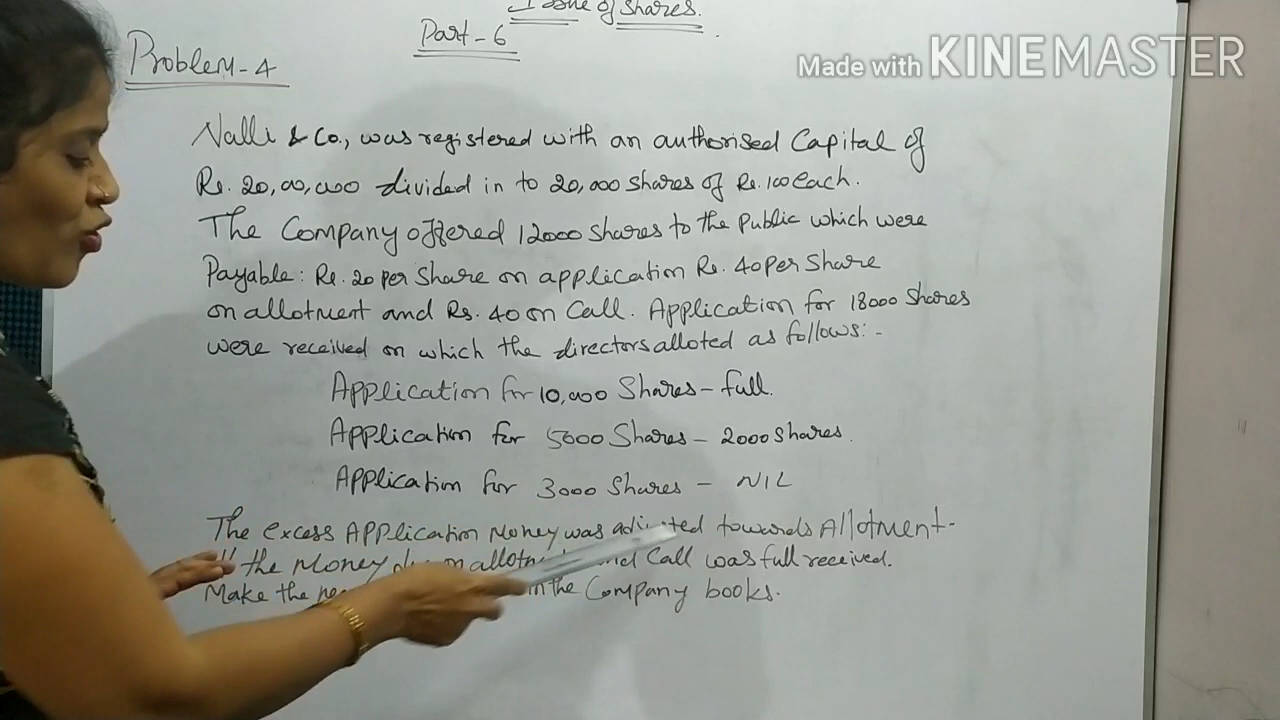 Issue of Shares.
Part-6
Problem-4
Made with KINEMASTER
Nalli & Co., was registered with an authorised Capital of
Rs. 20,00,000 divided in to 20,000 shares of Rs. 100 each.
The Company offered 12000 shares to the Public which were
Payable: Rs. 20 per share on application Rs. 40 Per Share
on allotment and Rs. 40 on Call. Application for 18000 Shares
were received on which the directors alloted as follows:-
Application for 10,000 Shares - full.
Application for 5000 Shares - 2000 shares.
Application for 3000 Shares - NIL
The excess Application Money was towards Allotment.
the Money on Call was full received.
Make the in the Company books.